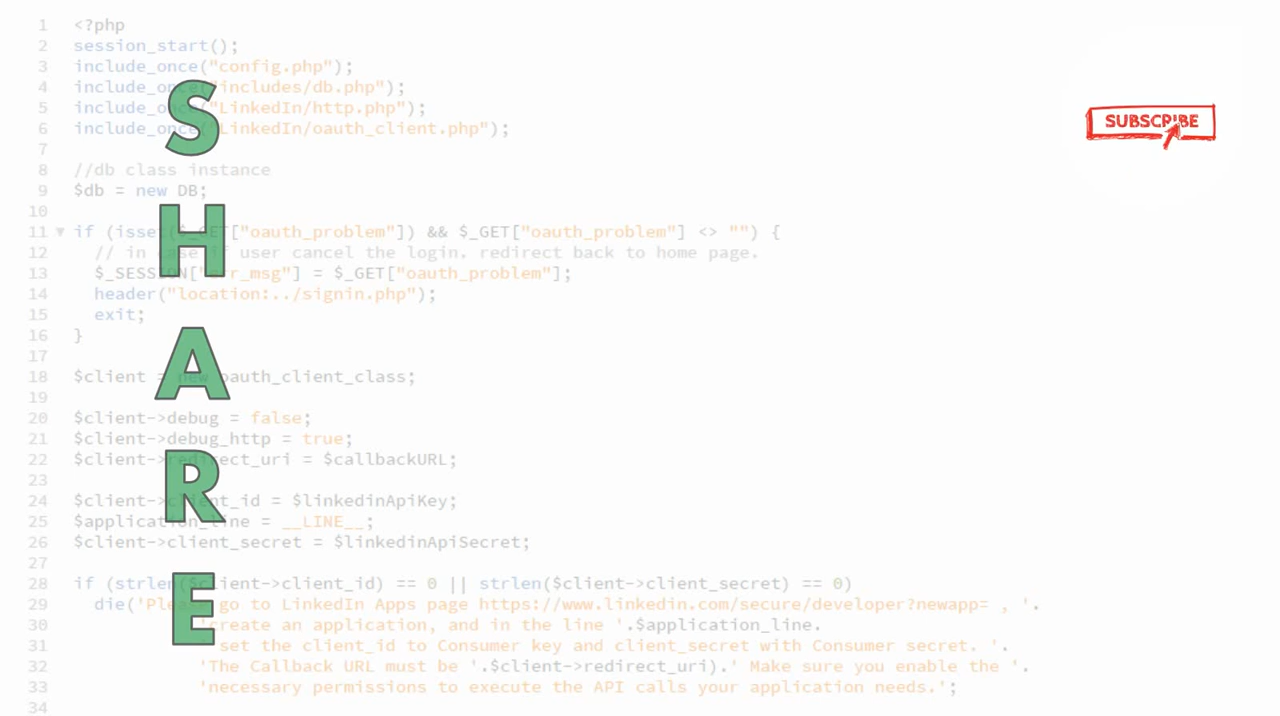 1 <?php
2 session_start();
3 include_once("config.php");
4 include_once("includes/db.php");
5 include_once("LinkedIn/http.php");
6 include_once("LinkedIn/oauth_client.php");
7
8 //db class instance
9 $db = new DB;
10
11 if (isset($_GET["oauth_problem"]) && $_GET["oauth_problem"] <> "") {
12 // in case if user cancel the login. redirect back to home page.
13 $_SESSION["err_msg"] = $_GET["oauth_problem"];
14 header("location:../signin.php");
15 exit;
16 }
17
18 $client = new oauth_client_class;
19
20 $client->debug = false;
21 $client->debug_http = true;
22 $client->redirect_uri = $callbackURL;
23
24 $client->client_id = $linkedinApiKey;
25 $application_line = __LINE__;
26 $client->client_secret = $linkedinApiSecret;
27
28 if (strlen($client->client_id) == 0 || strlen($client->client_secret) == 0)
29 die('Please go to LinkedIn Apps page https://www.linkedin.com/secure/developer?newapp= , '.
30 'create an application, and in the line '.$application_line.
31 ' set the client_id to Consumer key and client_secret with Consumer secret. '.
32 'The Callback URL must be '.$client->redirect_uri).' Make sure you enable the '.
33 'necessary permissions to execute the API calls your application needs.';
34
S
H
A
R
E
SUBSCRIBE